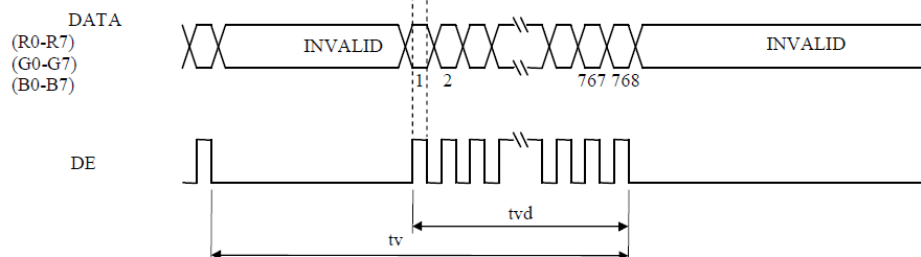 DATA
(R0-R7)
(G0-G7)
(B0-B7)
INVALID
INVALID
1 2 767 768
DE
tvd
tv